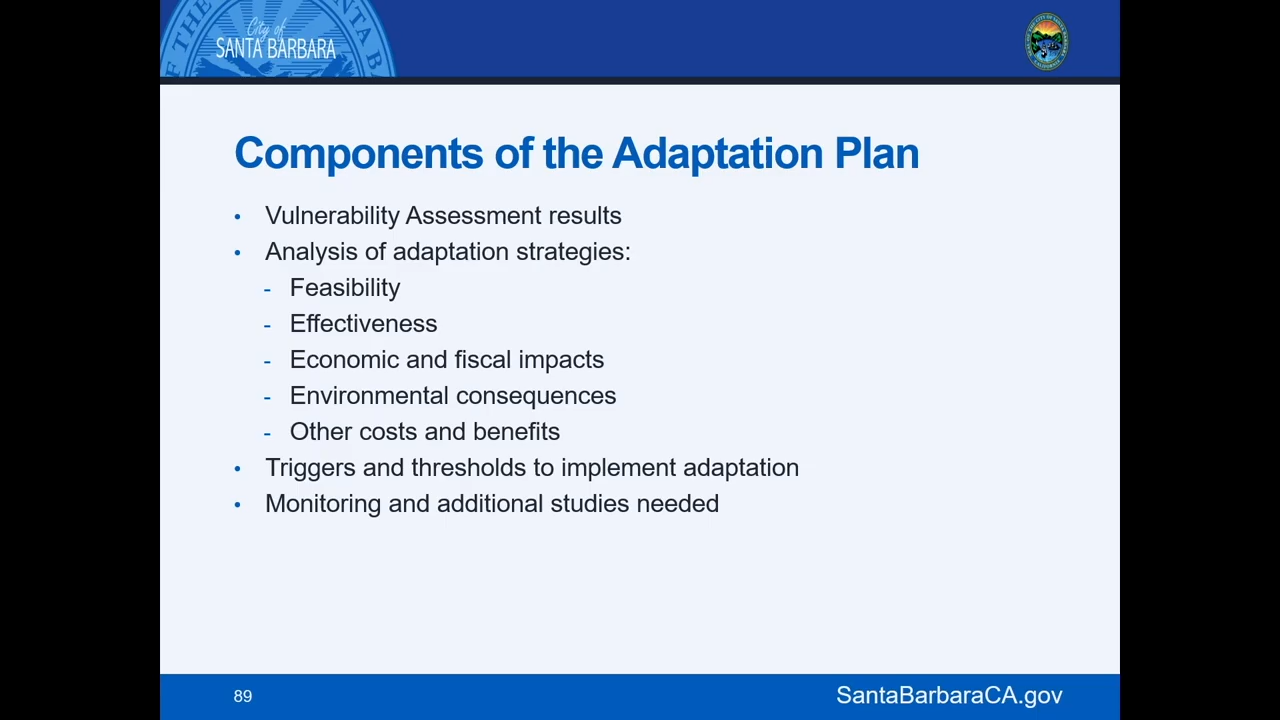 City of
SANTA BARBARA
Components of the Adaptation Plan
• Vulnerability Assessment results
• Analysis of adaptation strategies:
- Feasibility
- Effectiveness
- Economic and fiscal impacts
- Environmental consequences
- Other costs and benefits
• Triggers and thresholds to implement adaptation
• Monitoring and additional studies needed
89
SantaBarbaraCA.gov